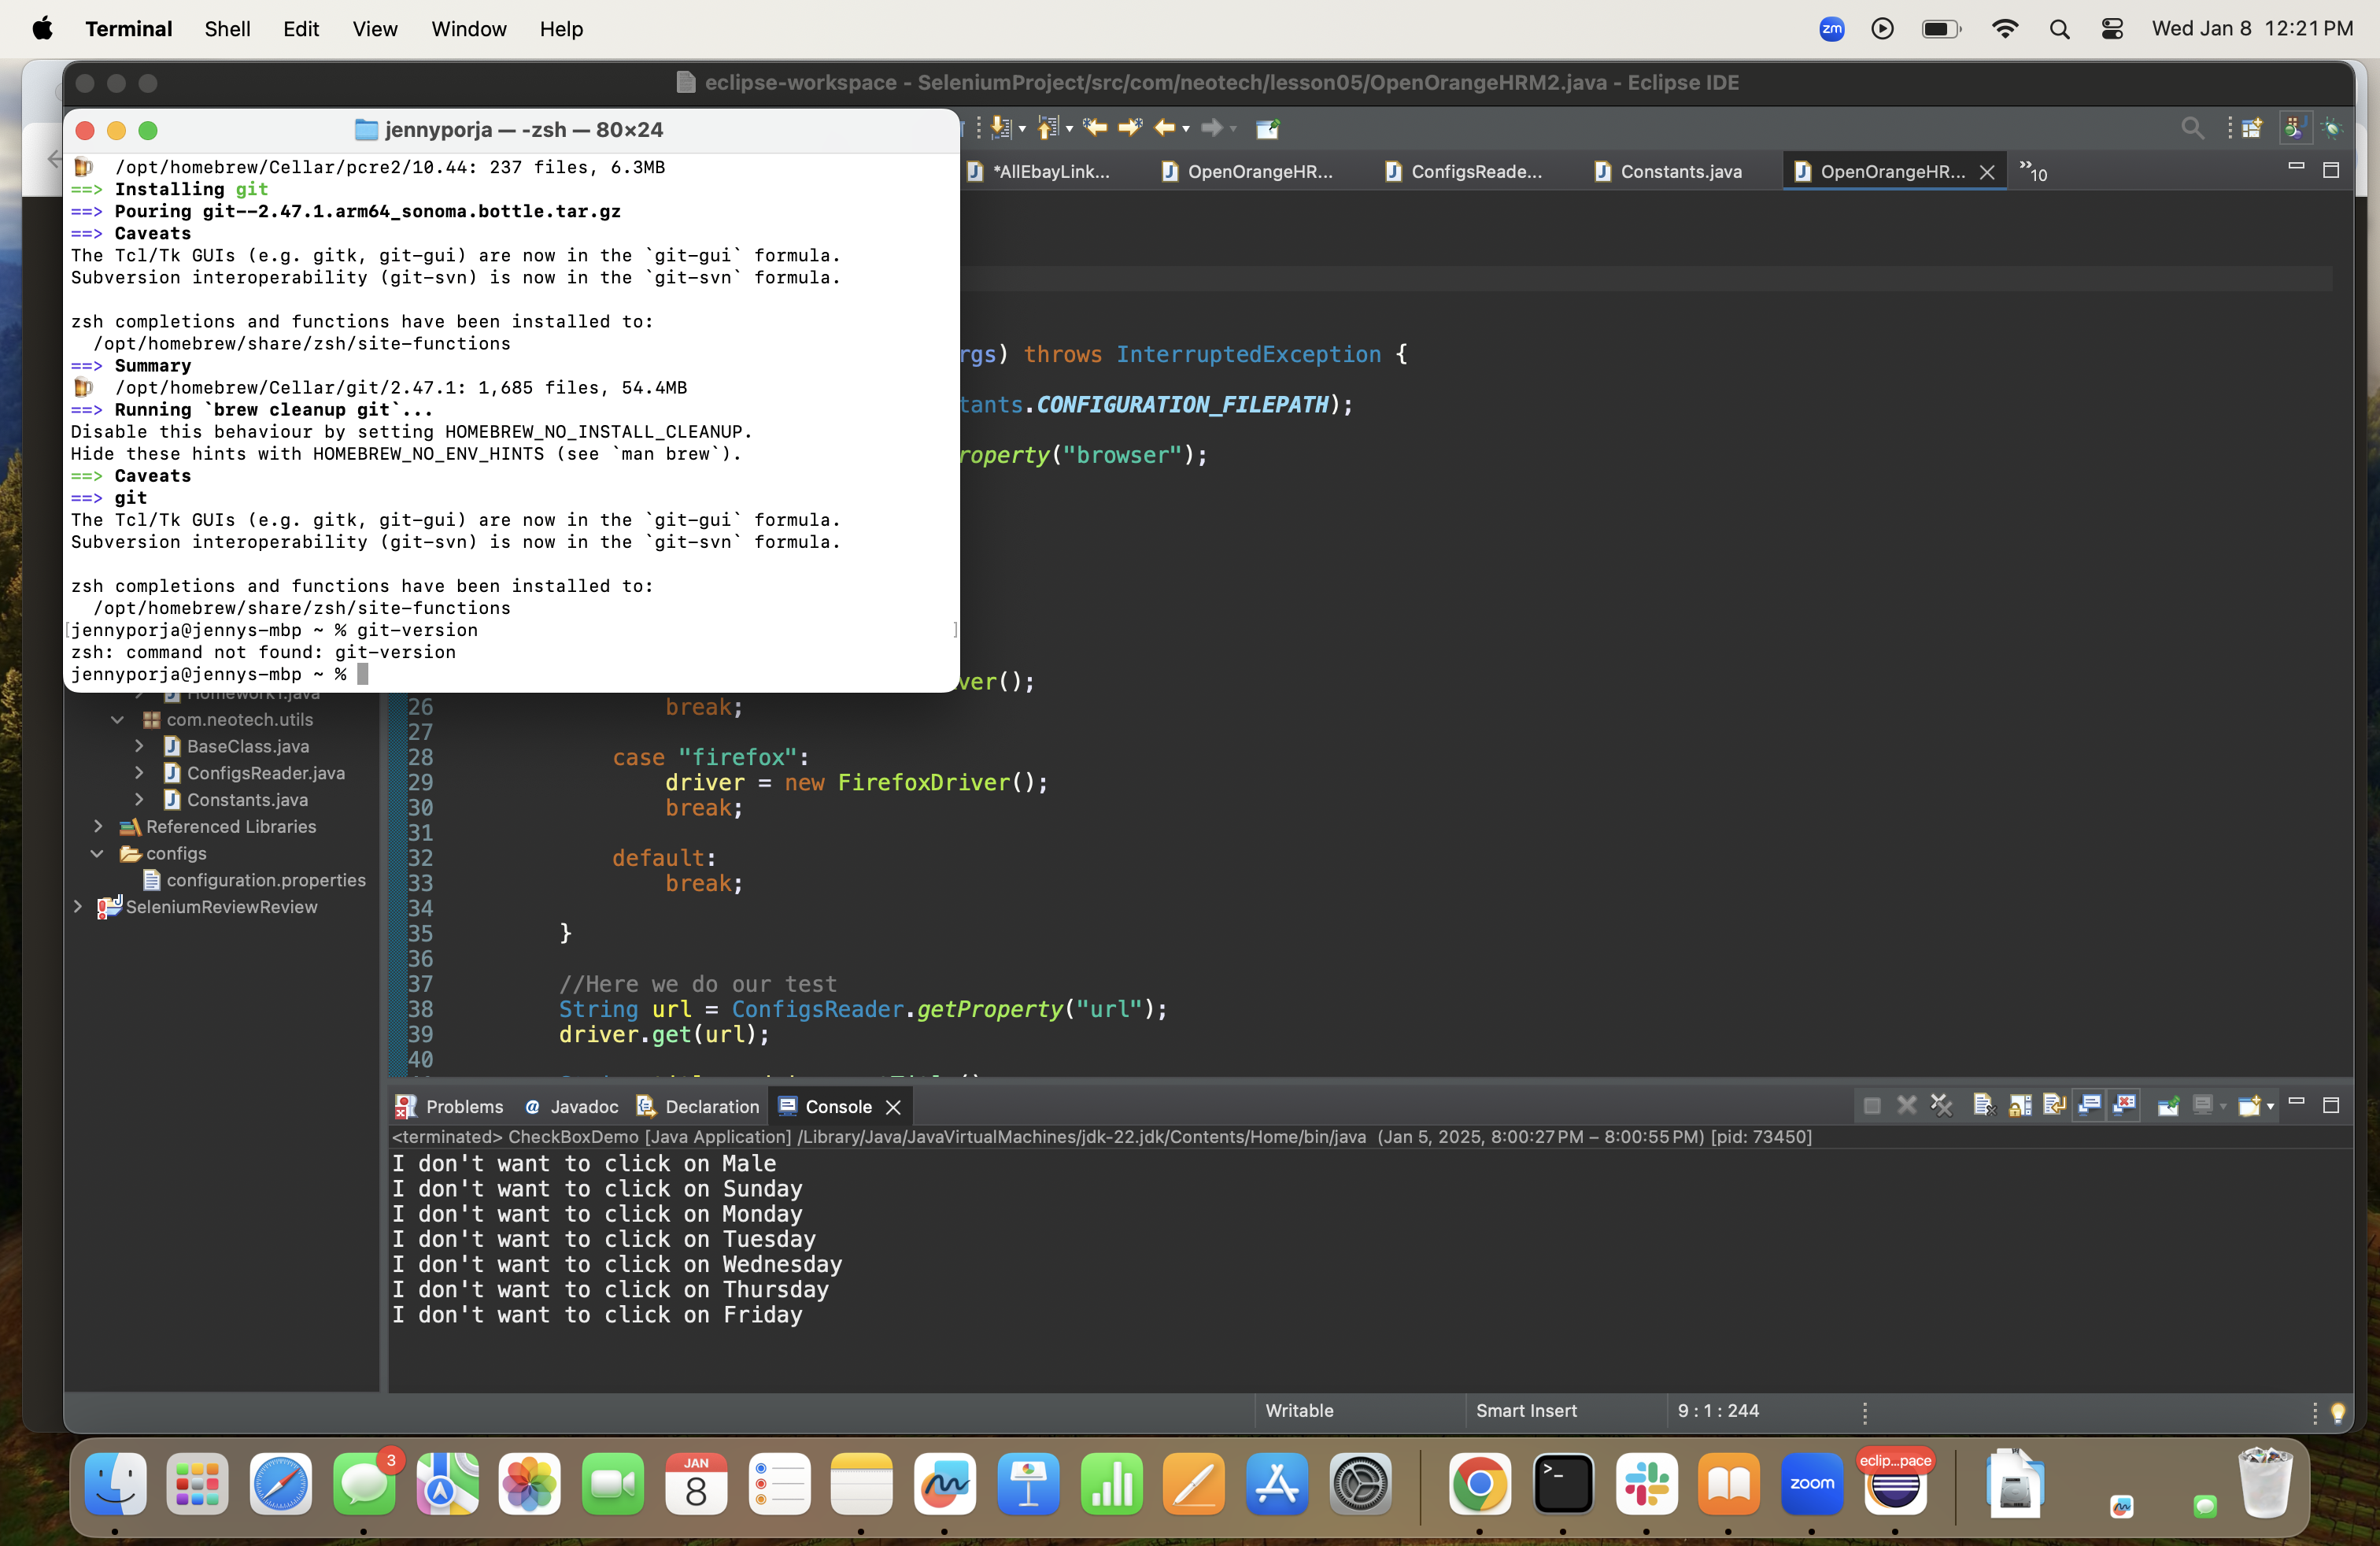 Terminal Shell Edit View Window Help
zm
Wed Jan 8 12:21 PM
eclipse-workspace - SeleniumProject/src/com/neotech/lesson05/OpenOrangeHRM2.java - Eclipse IDE
jennyporja — -zsh — 80×24
*AllEbayLink...
OpenOrangeHR...
ConfigsReade...
Constants.java
OpenOrangeHR...
»10
/opt/homebrew/Cellar/pcre2/10.44: 237 files, 6.3MB
==> Installing git
==> Pouring git--2.47.1.arm64_sonoma.bottle.tar.gz
==> Caveats
The Tcl/Tk GUIs (e.g. gitk, git-gui) are now in the `git-gui` formula.
Subversion interoperability (git-svn) is now in the `git-svn` formula.
zsh completions and functions have been installed to:
/opt/homebrew/share/zsh/site-functions
==> Summary
/opt/homebrew/Cellar/git/2.47.1: 1,685 files, 54.4MB
==> Running `brew cleanup git`...
Disable this behaviour by setting HOMEBREW_NO_INSTALL_CLEANUP.
Hide these hints with HOMEBREW_NO_ENV_HINTS (see `man brew`).
==> Caveats
==> git
The Tcl/Tk GUIs (e.g. gitk, git-gui) are now in the `git-gui` formula.
Subversion interoperability (git-svn) is now in the `git-svn` formula.
zsh completions and functions have been installed to:
/opt/homebrew/share/zsh/site-functions
[jennyporja@jennys-mbp ~ % git-version ]
zsh: command not found: git-version
jennyporja@jennys-mbp ~ %
rgs) throws InterruptedException {
tants.CONFIGURATION_FILEPATH);
roperty("browser");
ver();
26 break;
27
28 case "firefox":
29 driver = new FirefoxDriver();
30 break;
31
32 default:
33 break;
34
35 }
36
37 //Here we do our test
38 String url = ConfigsReader.getProperty("url");
39 driver.get(url);
40
Homework1.java
com.neotech.utils
BaseClass.java
ConfigsReader.java
Constants.java
Referenced Libraries
configs
configuration.properties
SeleniumReviewReview
Problems
@ Javadoc
Declaration
Console
<terminated> CheckBoxDemo [Java Application] /Library/Java/JavaVirtualMachines/jdk-22.jdk/Contents/Home/bin/java (Jan 5, 2025, 8:00:27 PM – 8:00:55 PM) [pid: 73450]
I don't want to click on Male
I don't want to click on Sunday
I don't want to click on Monday
I don't want to click on Tuesday
I don't want to click on Wednesday
I don't want to click on Thursday
I don't want to click on Friday
Writable
Smart Insert
9 : 1 : 244
3
JAN
8
>_
zoom
eclip...pace